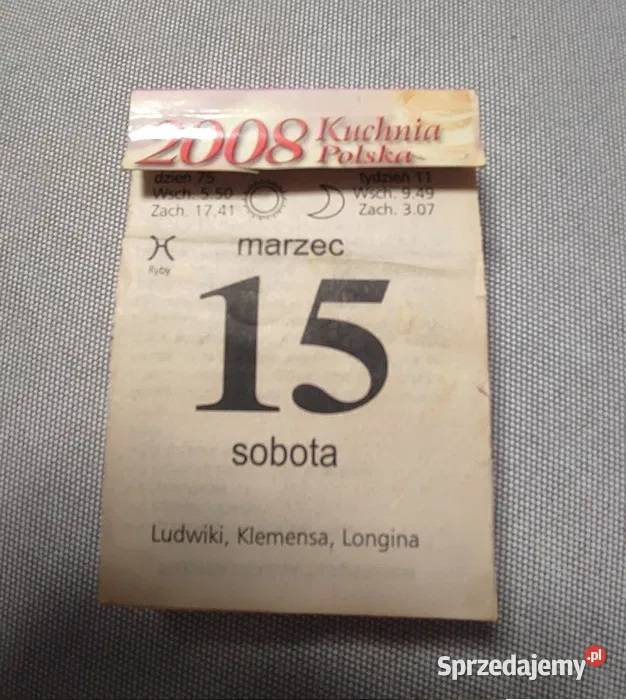 2008 Kuchnia
Polska
dzień 75
Wsch. 5.50
Zach. 17.41
tydzień 11
Wsch. 9.49
Zach. 3.07
Ryby
marzec
15
sobota
Ludwiki, Klemensa, Longina
Sprzedajemy.pl